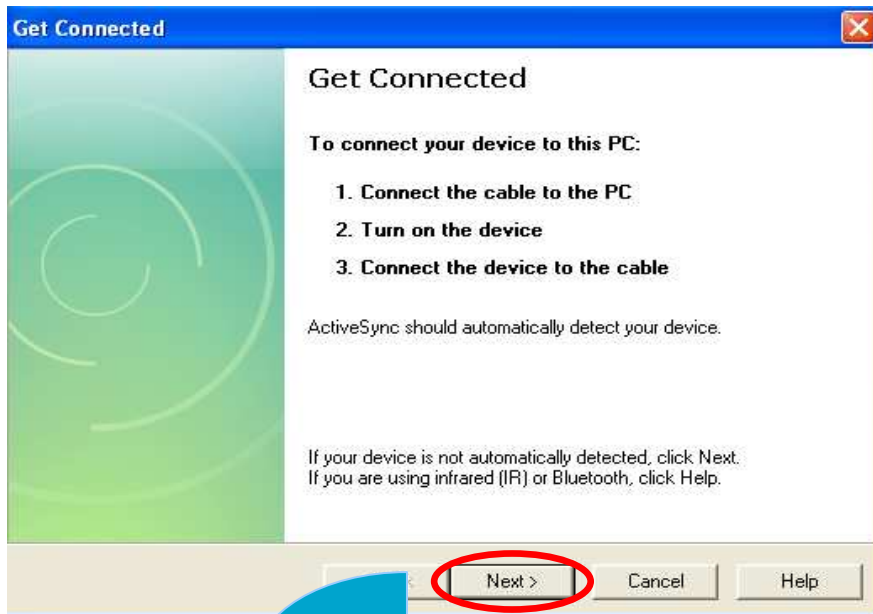 Get Connected
Get Connected
To connect your device to this PC:
1. Connect the cable to the PC
2. Turn on the device
3. Connect the device to the cable
ActiveSync should automatically detect your device.
If your device is not automatically detected, click Next.
If you are using infrared (IR) or Bluetooth, click Help.
Next > Cancel Help